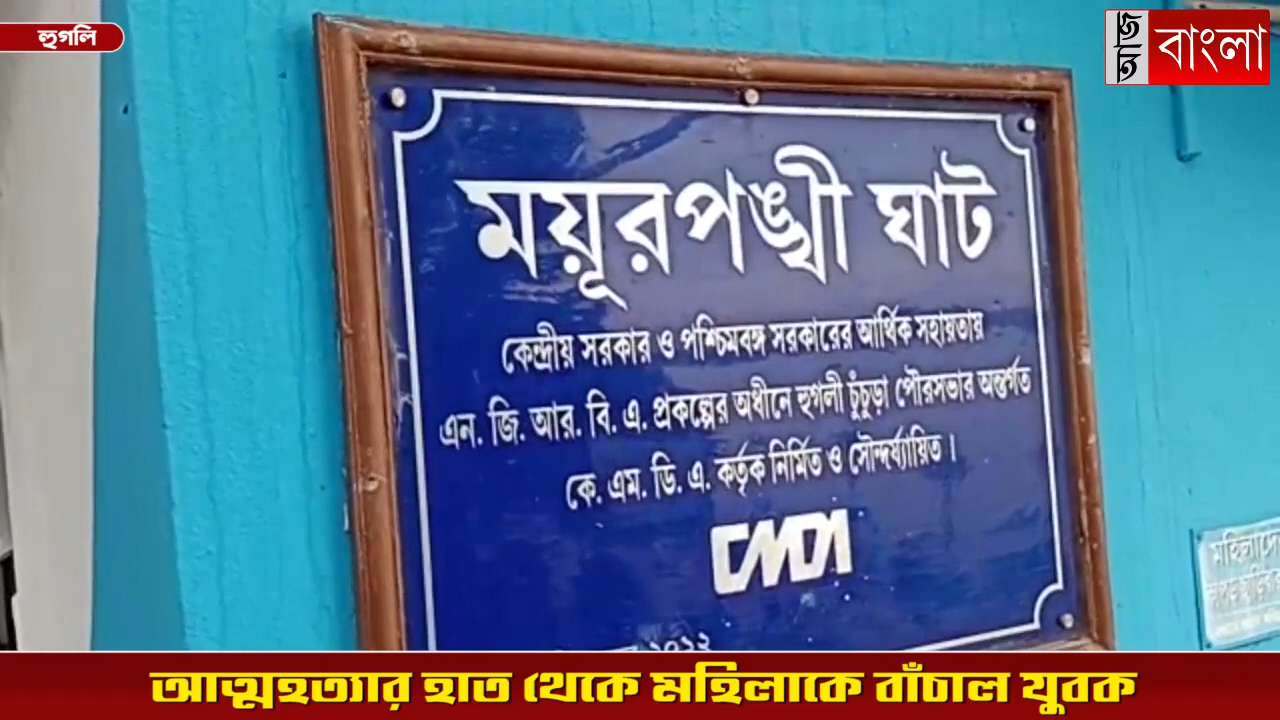 হুগলি
আজ বাংলা
ময়ূরপঙ্খী ঘাট
কেন্দ্রীয় সরকার ও পশ্চিমবঙ্গ সরকারের আর্থিক সহায়তায়
এন. জি. আর. বি. এ. প্রকল্পের অধীনে হুগলী চুঁচুড়া পৌরসভার অন্তর্গত
কে. এম. ডি. এ. কর্তৃক নির্মিত ও সৌন্দর্য্যায়িত।
CMDA
আত্মহত্যার হাত থেকে মহিলাকে বাঁচাল যুবক